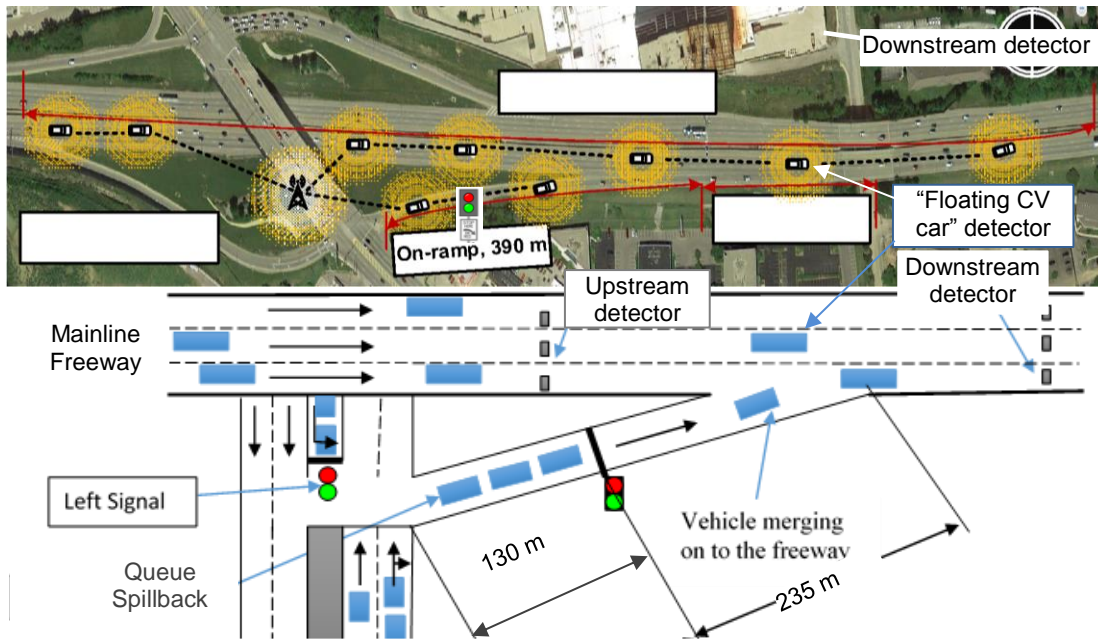 Downstream detector
"Floating CV
car" detector
On-ramp, 390 m
Upstream
detector
Downstream
detector
Mainline
Freeway
Left Signal
Queue
Spillback
130 m
Vehicle merging
on to the freeway
235 m